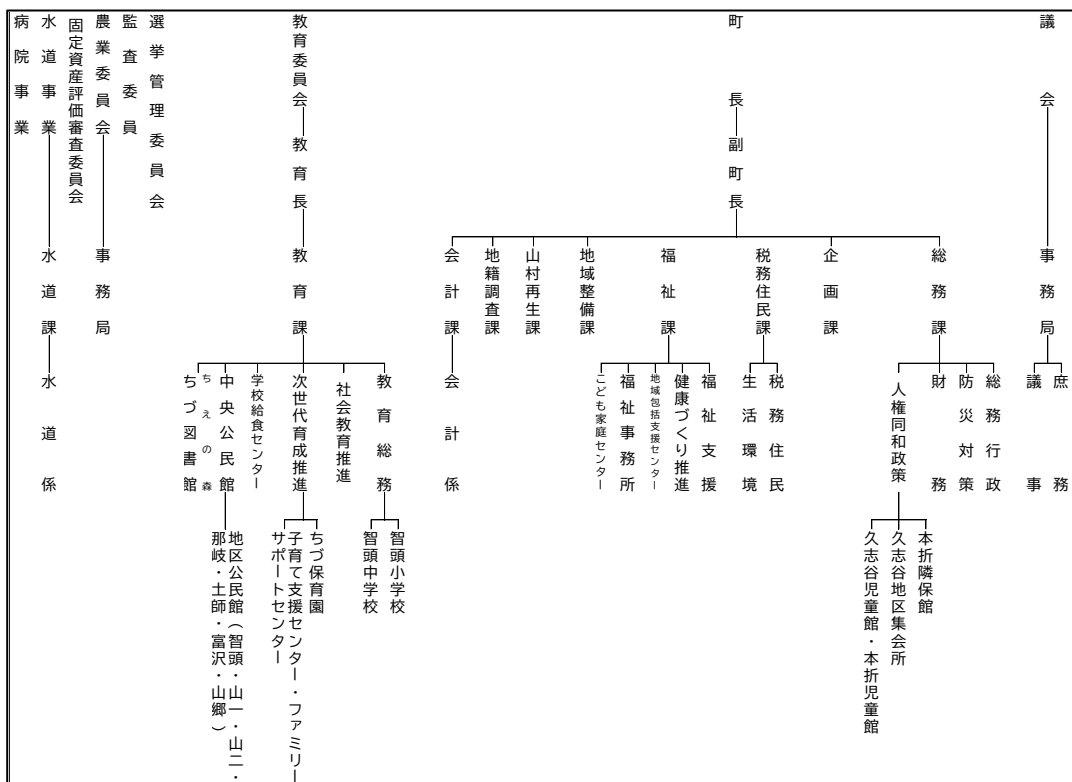 議会
事務局
庶務
議事
町長
副町長
総務課
総務行政
防災対策
財務
人権同和政策
本折隣保館
久志谷地区集会所
久志谷児童館・本折児童館
企画課
税務住民課
税務住民
生活環境
福祉課
福祉支援
健康づくり推進
地域包括支援センター
福祉事務所
こども家庭センター
地域整備課
山村再生課
地籍調査課
会計課
会計係
教育委員会
教育長
教育課
教育総務
智頭小学校
智頭中学校
社会教育推進
次世代育成推進
ちづ保育園
子育て支援センター・ファミリー
サポートセンター
学校給食センター
中央公民館
地区公民館(智頭・山一・山二・
那岐・土師・富沢・山郷)
ちえの森
ちづ図書館
選挙管理委員会
監査委員
農業委員会
事務局
固定資産評価審査委員会
水道事業
水道課
水道係
病院事業